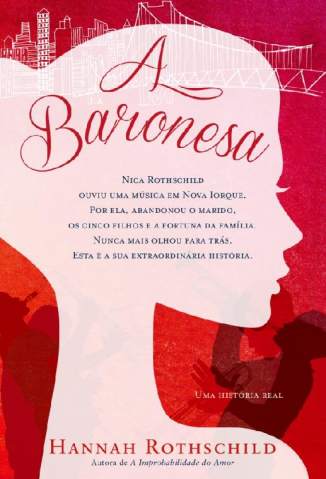 A
Baronesa
Nica Rothschild
ouviu uma música em Nova Iorque.
Por ela, abandonou o marido,
os cinco filhos e a fortuna da família.
Nunca mais olhou para trás.
Esta é a sua extraordinária história.
Uma história real
Hannah Rothschild
Autora de A Improbabilidade do Amor